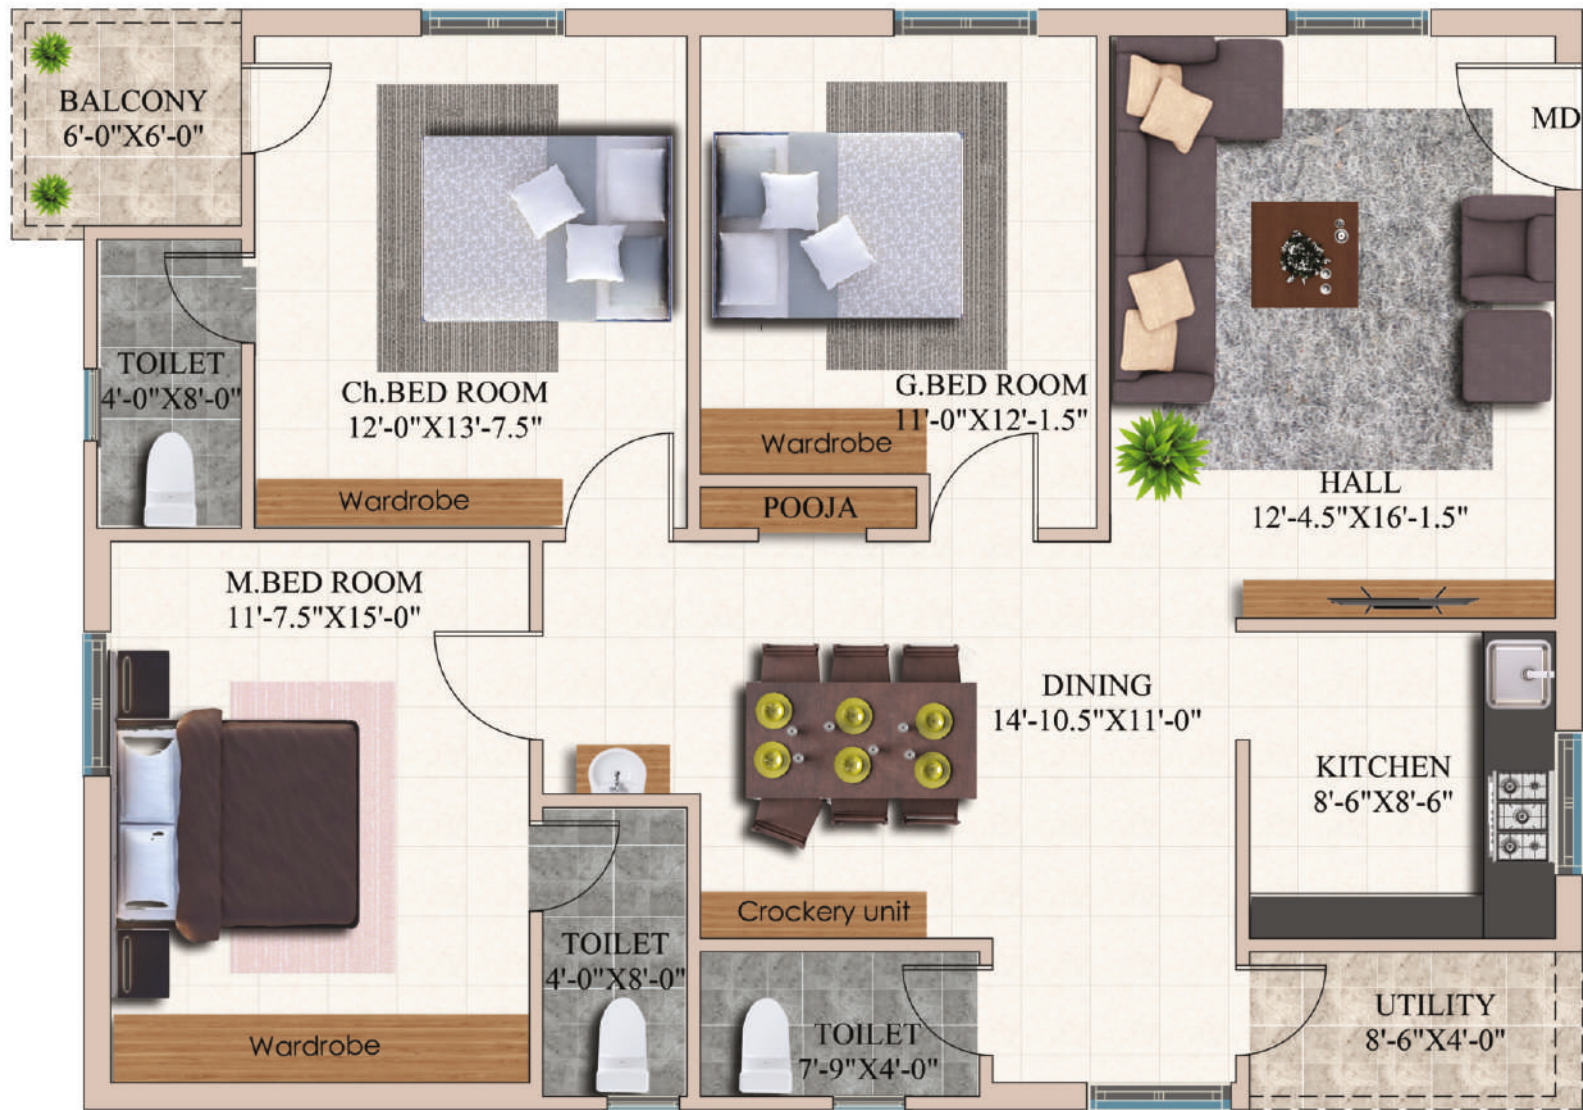 BALCONY
6'-0"X6'-0"
MD
TOILET
4'-0"X8'-0"
Ch.BED ROOM
12'-0"X13'-7.5"
G.BED ROOM
11'-0"X12'-1.5"
Wardrobe
Wardrobe
POOJA
HALL
12'-4.5"X16'-1.5"
M.BED ROOM
11'-7.5"X15'-0"
DINING
14'-10.5"X11'-0"
KITCHEN
8'-6"X8'-6"
Crockery unit
TOILET
4'-0"X8'-0"
Wardrobe
TOILET
7'-9"X4'-0"
UTILITY
8'-6"X4'-0"